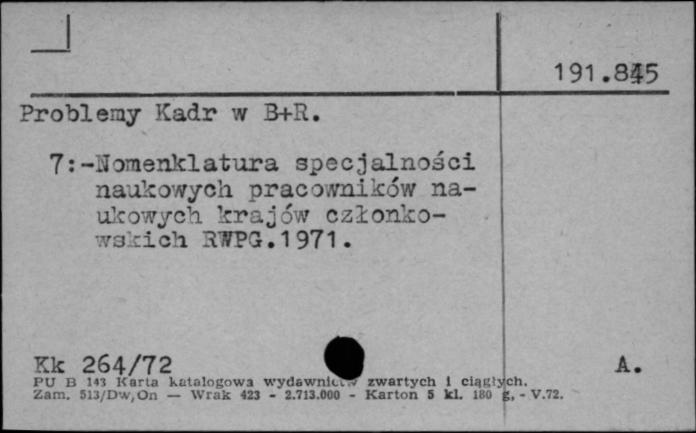 191.845
Problemy Kadr w B+R.
7:-Nomenklatura specjalności
naukowych pracowników na-
ukowych krajów członko-
wskich RWPG.1971.
Kk 264/72
A.
PU B 143 Karta katalogowa wydawnictw zwartych i ciągłych.
Zam. 513/Dw,On — Wrak 423 - 2.713.000 - Karton 5 kl. 180 g, - V.72.